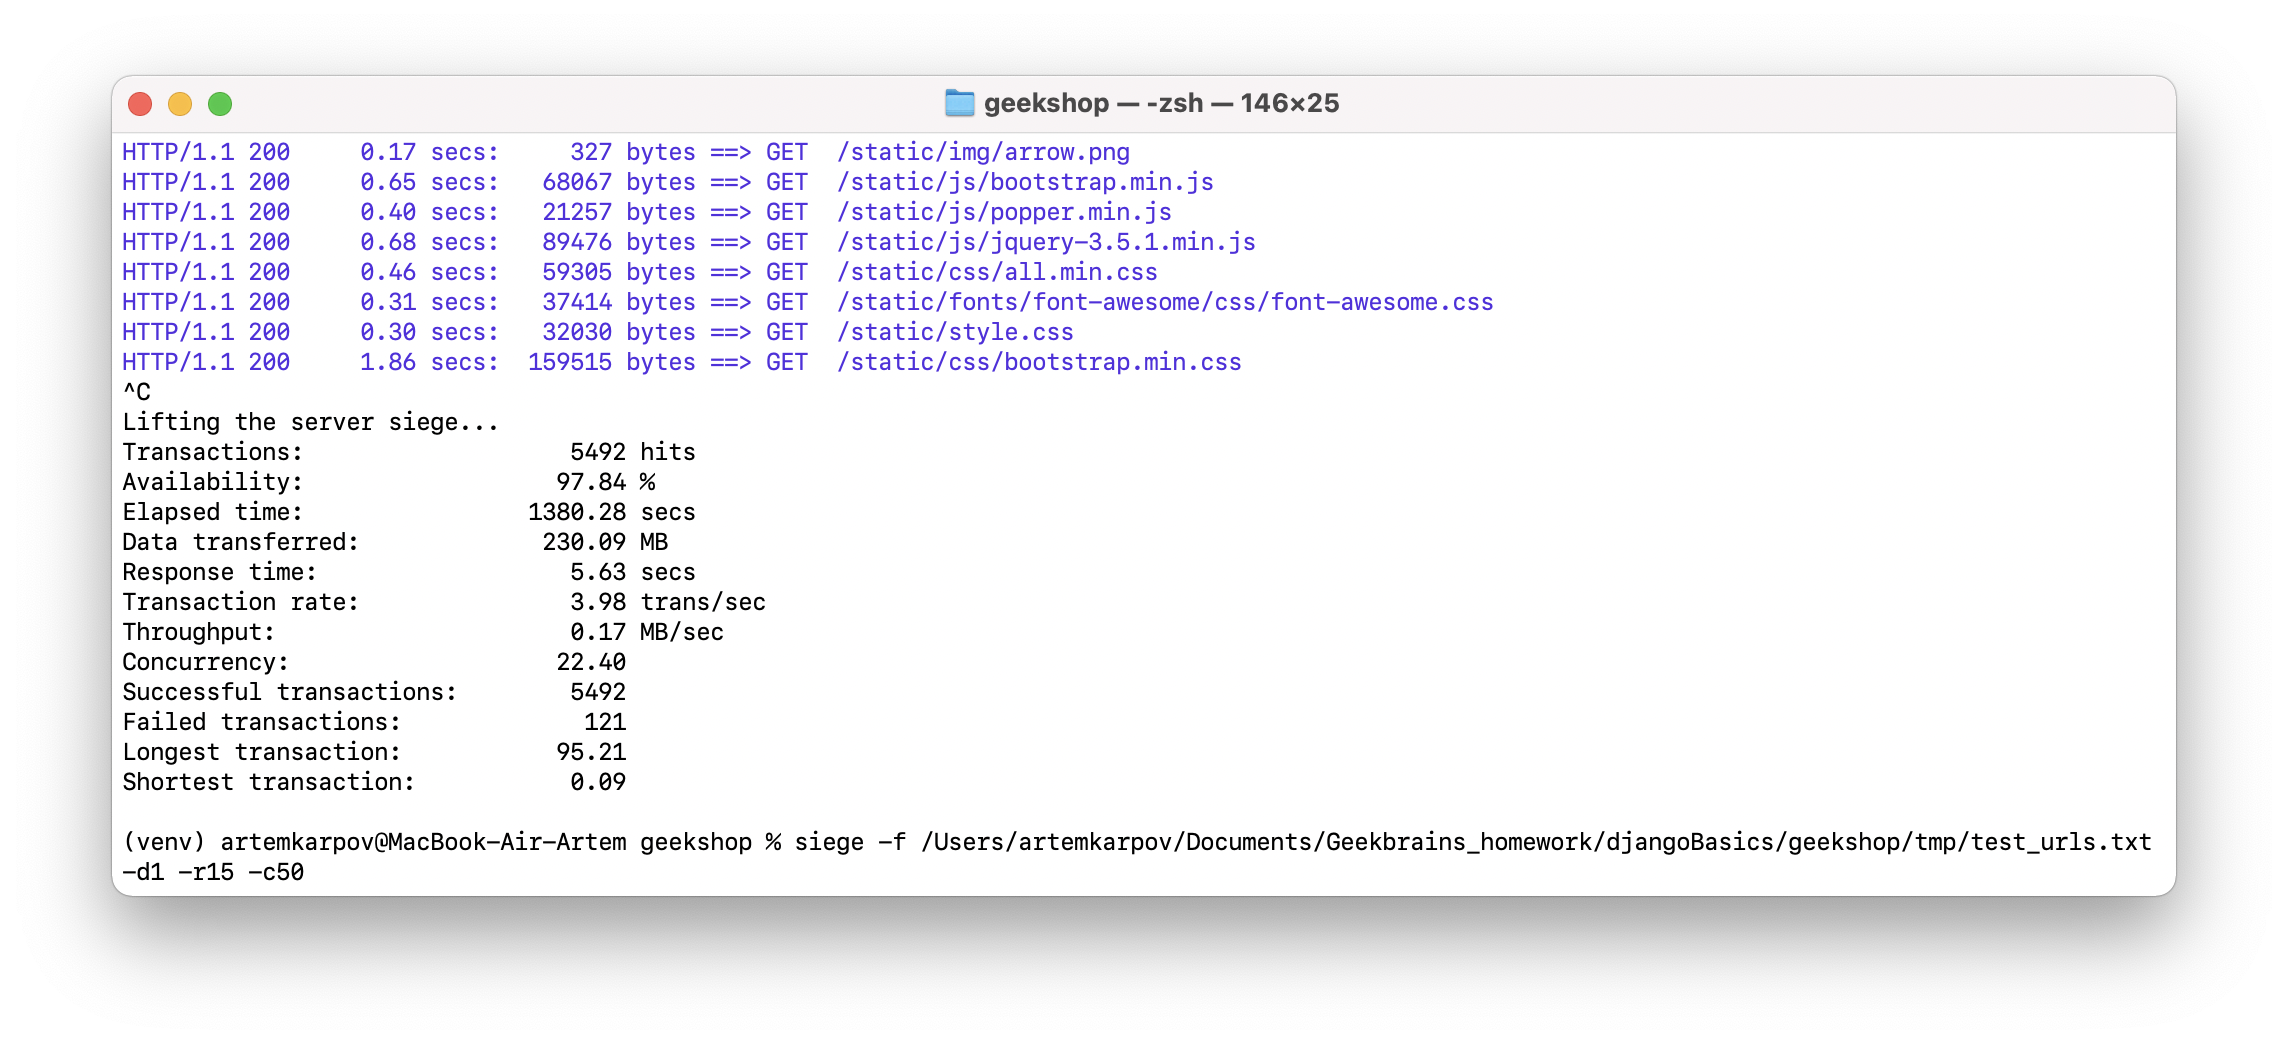 geekshop — -zsh — 146×25
HTTP/1.1 200     0.17 secs:     327 bytes ==> GET  /static/img/arrow.png
HTTP/1.1 200     0.65 secs:   68067 bytes ==> GET  /static/js/bootstrap.min.js
HTTP/1.1 200     0.40 secs:   21257 bytes ==> GET  /static/js/popper.min.js
HTTP/1.1 200     0.68 secs:   89476 bytes ==> GET  /static/js/jquery-3.5.1.min.js
HTTP/1.1 200     0.46 secs:   59305 bytes ==> GET  /static/css/all.min.css
HTTP/1.1 200     0.31 secs:   37414 bytes ==> GET  /static/fonts/font-awesome/css/font-awesome.css
HTTP/1.1 200     0.30 secs:   32030 bytes ==> GET  /static/style.css
HTTP/1.1 200     1.86 secs:  159515 bytes ==> GET  /static/css/bootstrap.min.css
^C
Lifting the server siege...
Transactions:                   5492 hits
Availability:                  97.84 %
Elapsed time:                1380.28 secs
Data transferred:             230.09 MB
Response time:                  5.63 secs
Transaction rate:               3.98 trans/sec
Throughput:                     0.17 MB/sec
Concurrency:                   22.40
Successful transactions:        5492
Failed transactions:             121
Longest transaction:           95.21
Shortest transaction:           0.09
(venv) artemkarpov@MacBook-Air-Artem geekshop % siege -f /Users/artemkarpov/Documents/Geekbrains_homework/djangoBasics/geekshop/tmp/test_urls.txt
-d1 -r15 -c50